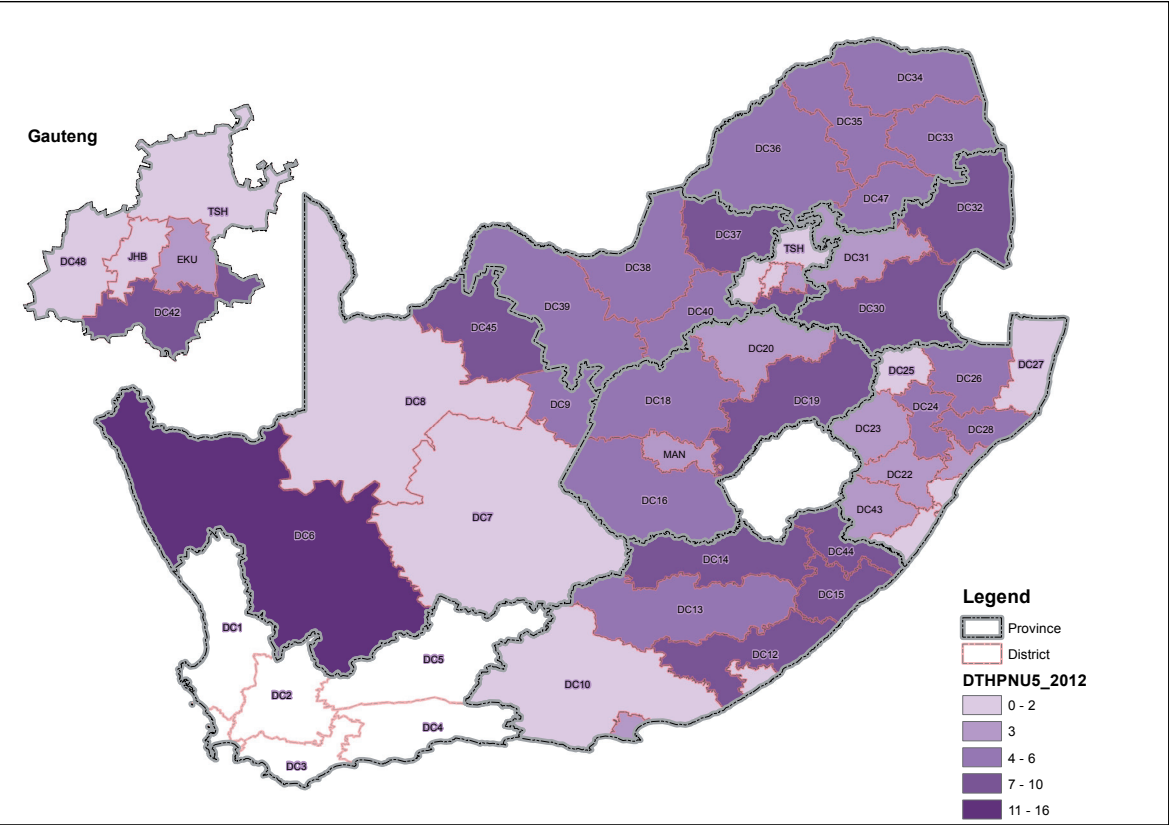 Gauteng
TSH
DC48
JHB
EKU
DC42
DC34
DC35
DC33
DC36
DC47
DC32
DC37
TSH
DC31
DC38
DC39
DC40
DC30
DC45
DC20
DC25
DC26
DC27
DC8
DC9
DC18
DC19
DC24
DC28
DC23
MAN
DC22
DC16
DC43
DC7
DC6
DC14
DC44
DC15
DC13
DC1
DC5
DC12
DC2
DC10
DC4
DC3
Legend
Province
District
DTHPNU5_2012
0 - 2
3
4 - 6
7 - 10
11 - 16